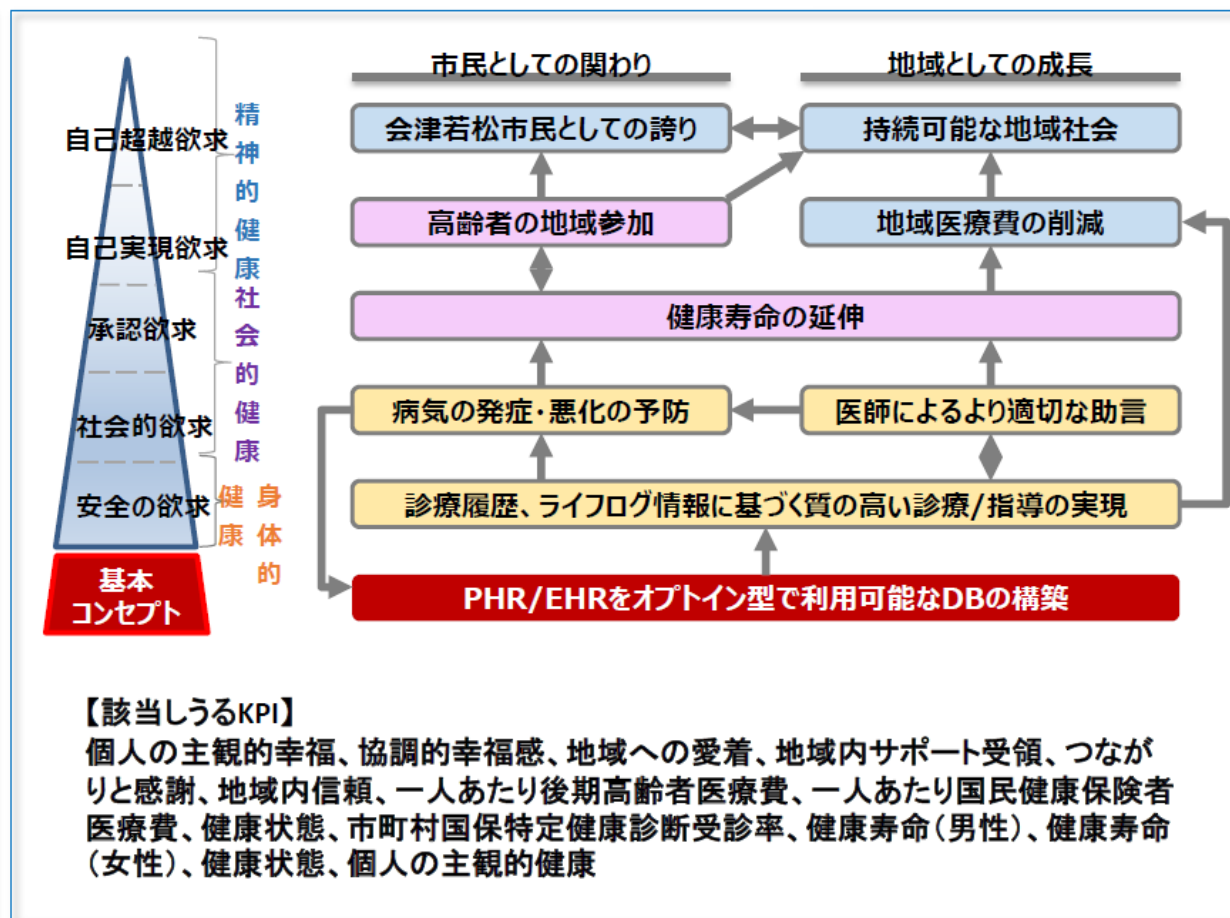 自己超越欲求
自己実現欲求
承認欲求
社会的欲求
安全の欲求
基本
コンセプト
精神的健康
社会的健康
身体的
健康
市民としての関わり
地域としての成長
会津若松市民としての誇り
持続可能な地域社会
高齢者の地域参加
地域医療費の削減
健康寿命の延伸
病気の発症・悪化の予防
医師によるより適切な助言
診療履歴、ライフログ情報に基づく質の高い診療/指導の実現
PHR/EHRをオプトイン型で利用可能なDBの構築
【該当しうるKPI】
個人の主観的幸福、協調的幸福感、地域への愛着、地域内サポート受領、つなが
りと感謝、地域内信頼、一人あたり後期高齢者医療費、一人あたり国民健康保険者
医療費、健康状態、市町村国保特定健康診断受診率、健康寿命(男性)、健康寿命
(女性)、健康状態、個人の主観的健康